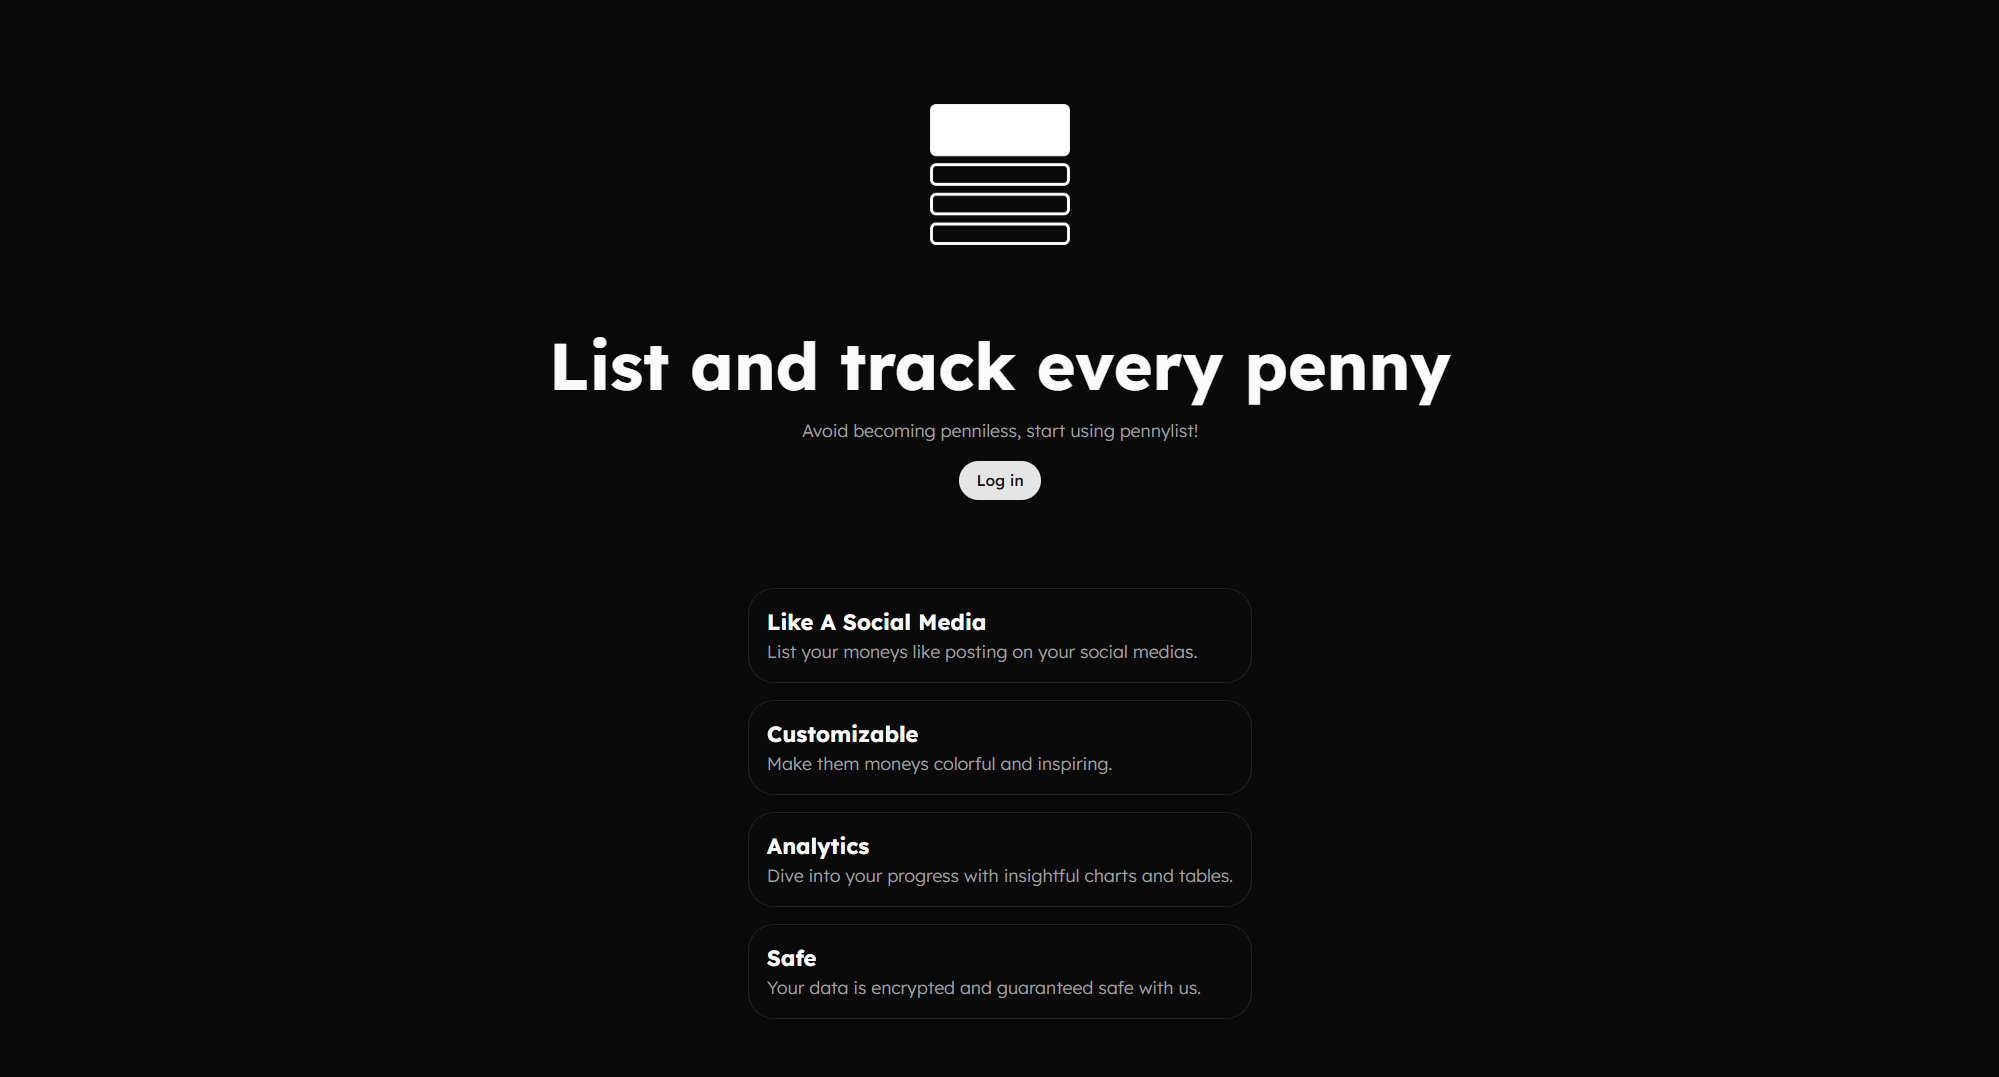 List and track every penny
Avoid becoming penniless, start using pennylist!
Log in
Like A Social Media
List your moneys like posting on your social medias.
Customizable
Make them moneys colorful and inspiring.
Analytics
Dive into your progress with insightful charts and tables.
Safe
Your data is encrypted and guaranteed safe with us.